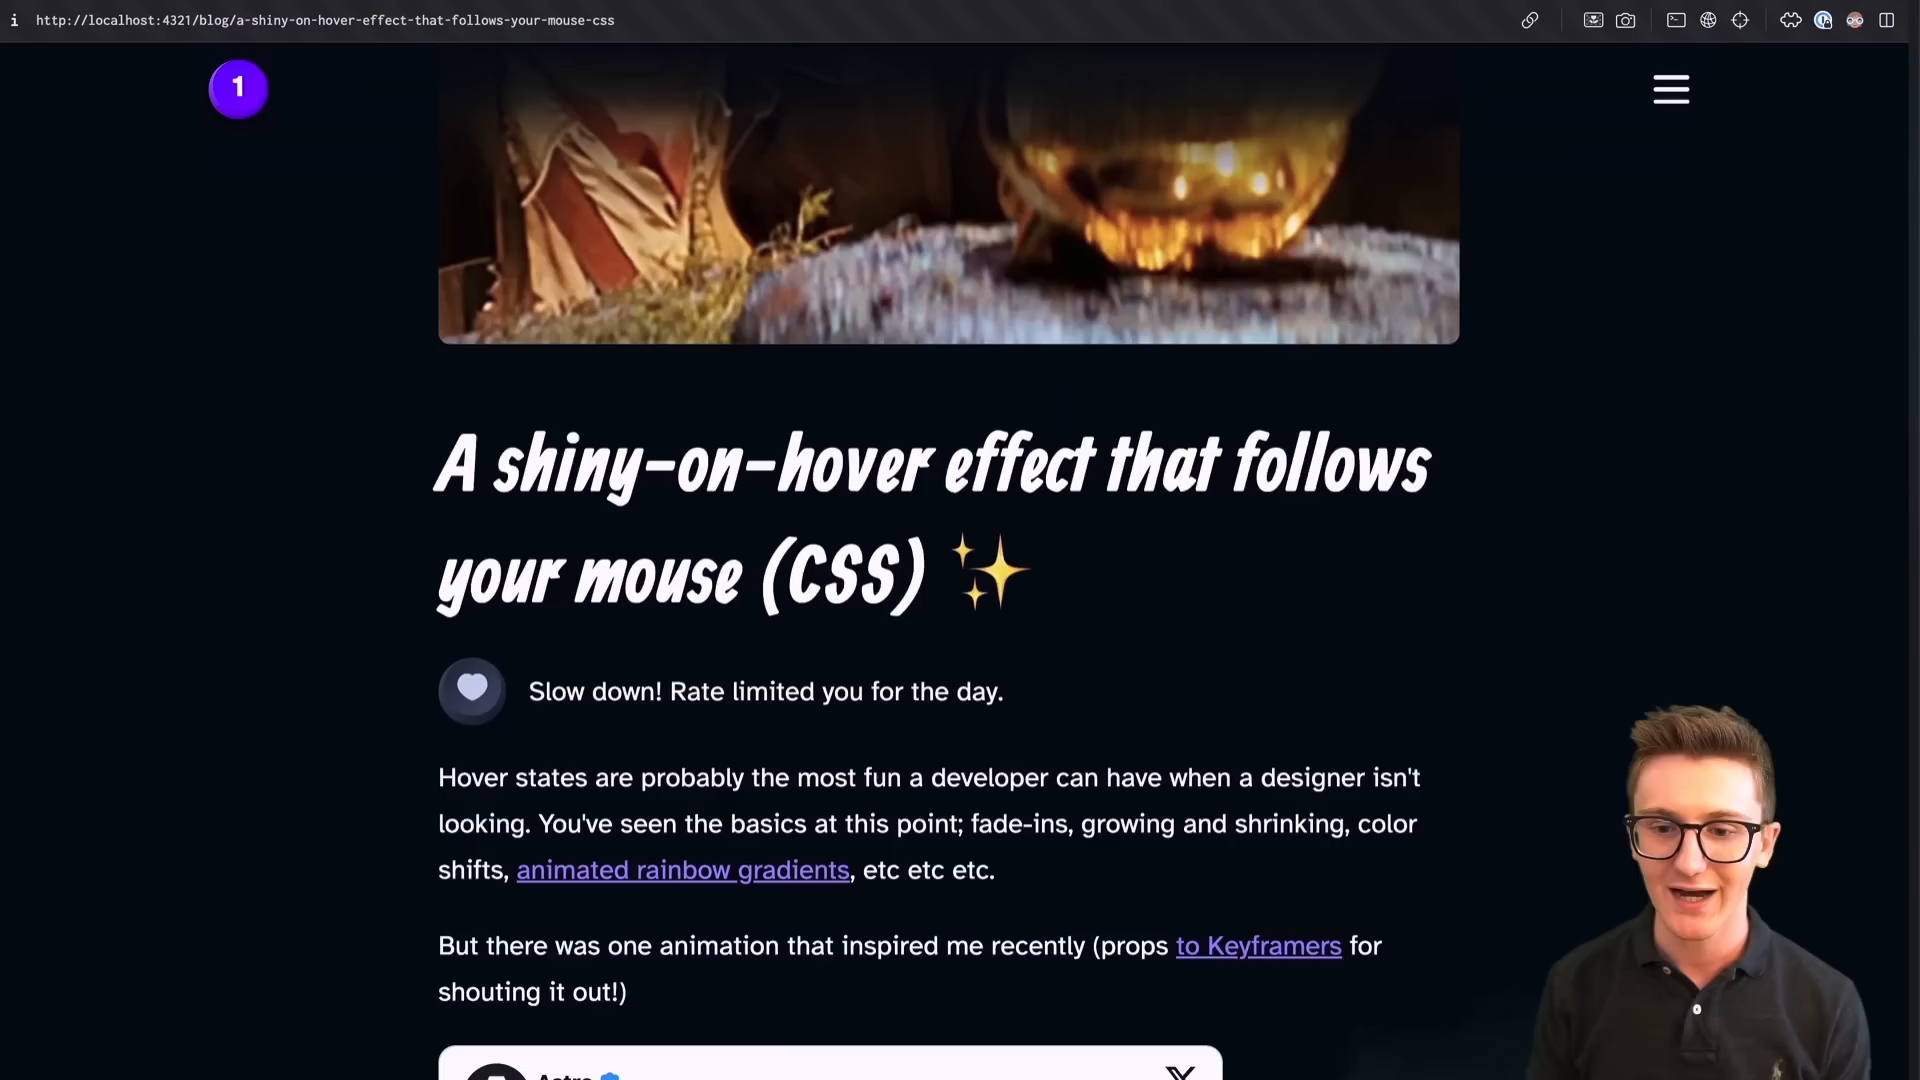 http://localhost:4321/blog/a-shiny-on-hover-effect-that-follows-your-mouse-css
1
A shiny-on-hover effect that follows
your mouse (CSS) ✨
Slow down! Rate limited you for the day.
Hover states are probably the most fun a developer can have when a designer isn't
looking. You've seen the basics at this point; fade-ins, growing and shrinking, color
shifts, animated rainbow gradients, etc etc etc.
But there was one animation that inspired me recently (props to Keyframers for
shouting it out!)
Astro